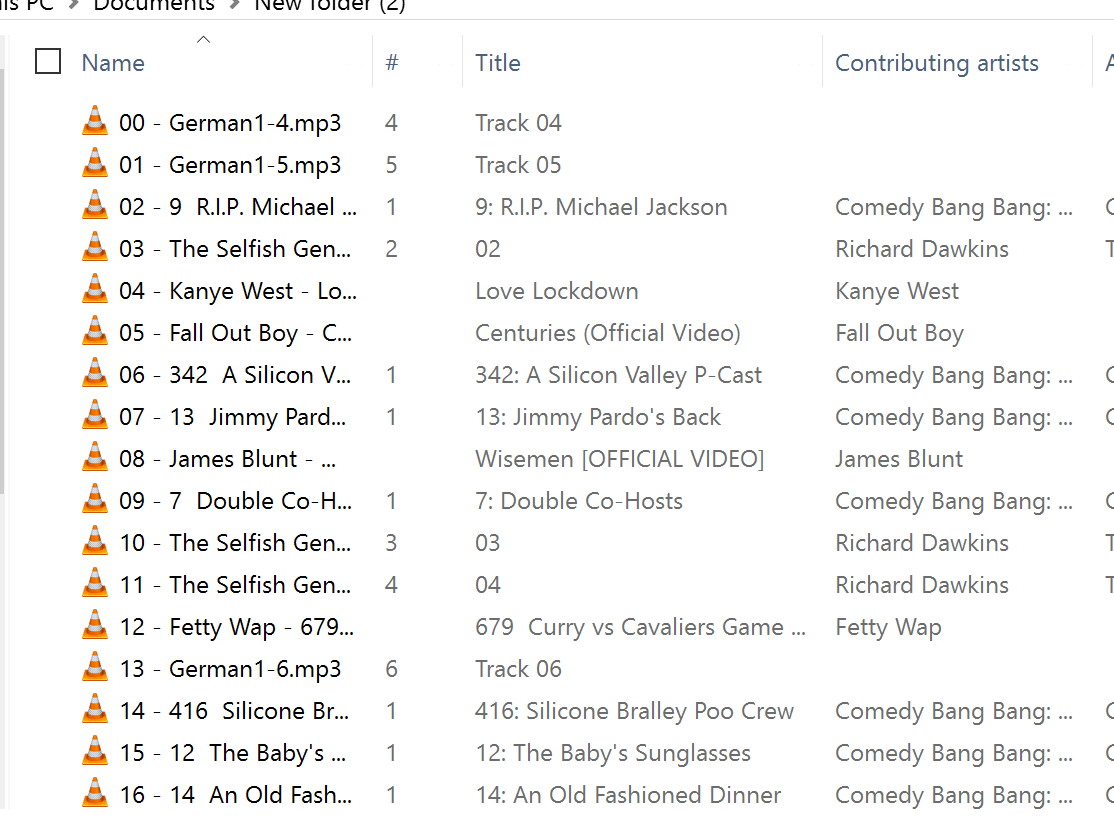 his PC > Documents > New folder (2)
Name # Title Contributing artists A
00 - German1-4.mp3 4 Track 04
01 - German1-5.mp3 5 Track 05
02 - 9  R.I.P. Michael ... 1 9: R.I.P. Michael Jackson Comedy Bang Bang: ...
03 - The Selfish Gen... 2 02 Richard Dawkins T
04 - Kanye West - Lo... Love Lockdown Kanye West
05 - Fall Out Boy - C... Centuries (Official Video) Fall Out Boy
06 - 342  A Silicon V... 1 342: A Silicon Valley P-Cast Comedy Bang Bang: ...
07 - 13  Jimmy Pard... 1 13: Jimmy Pardo's Back Comedy Bang Bang: ...
08 - James Blunt - ... Wisemen [OFFICIAL VIDEO] James Blunt
09 - 7  Double Co-H... 1 7: Double Co-Hosts Comedy Bang Bang: ...
10 - The Selfish Gen... 3 03 Richard Dawkins T
11 - The Selfish Gen... 4 04 Richard Dawkins T
12 - Fetty Wap - 679... 679  Curry vs Cavaliers Game ... Fetty Wap
13 - German1-6.mp3 6 Track 06
14 - 416  Silicone Br... 1 416: Silicone Bralley Poo Crew Comedy Bang Bang: ...
15 - 12  The Baby's ... 1 12: The Baby's Sunglasses Comedy Bang Bang: ...
16 - 14  An Old Fash... 1 14: An Old Fashioned Dinner Comedy Bang Bang: ...